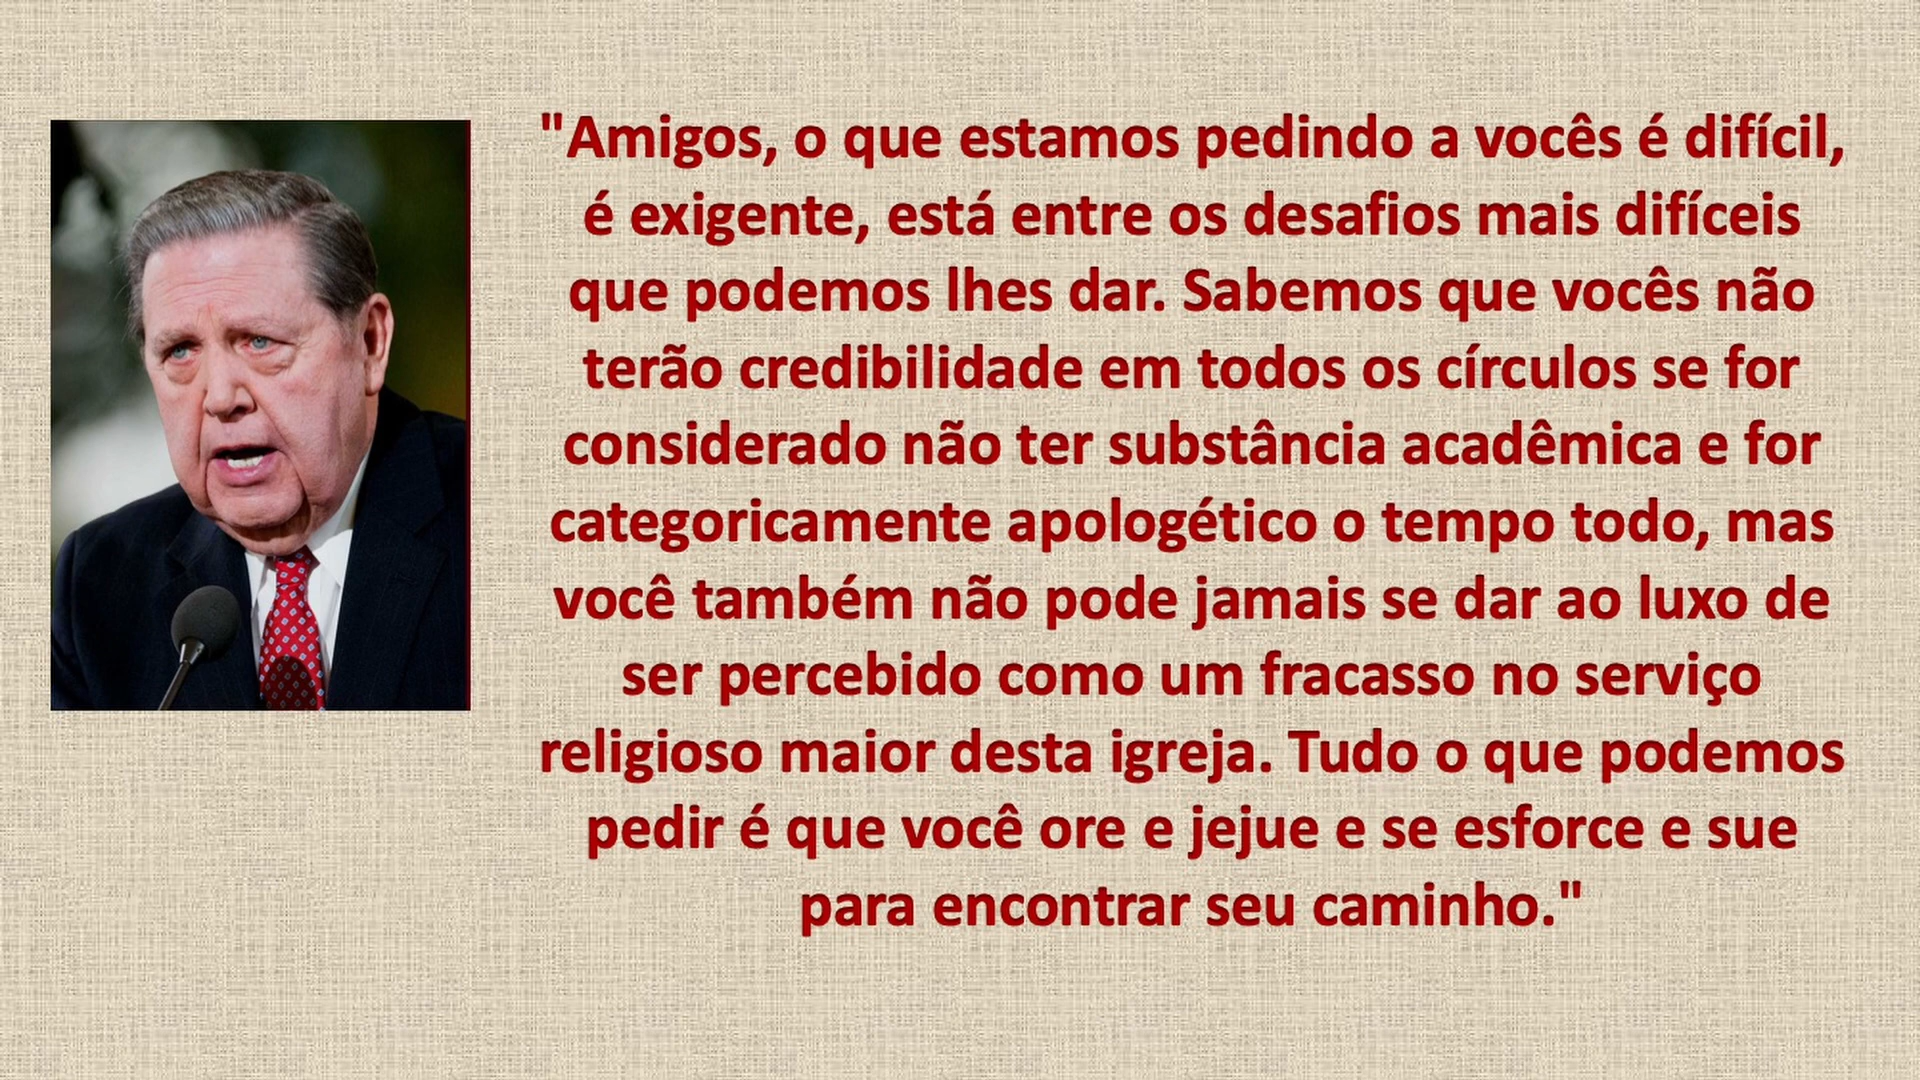 "Amigos, o que estamos pedindo a vocês é difícil,
é exigente, está entre os desafios mais difíceis
que podemos lhes dar. Sabemos que vocês não
terão credibilidade em todos os círculos se for
considerado não ter substância acadêmica e for
categoricamente apologético o tempo todo, mas
você também não pode jamais se dar ao luxo de
ser percebido como um fracasso no serviço
religioso maior desta igreja. Tudo o que podemos
pedir é que você ore e jejue e se esforce e sue
para encontrar seu caminho."